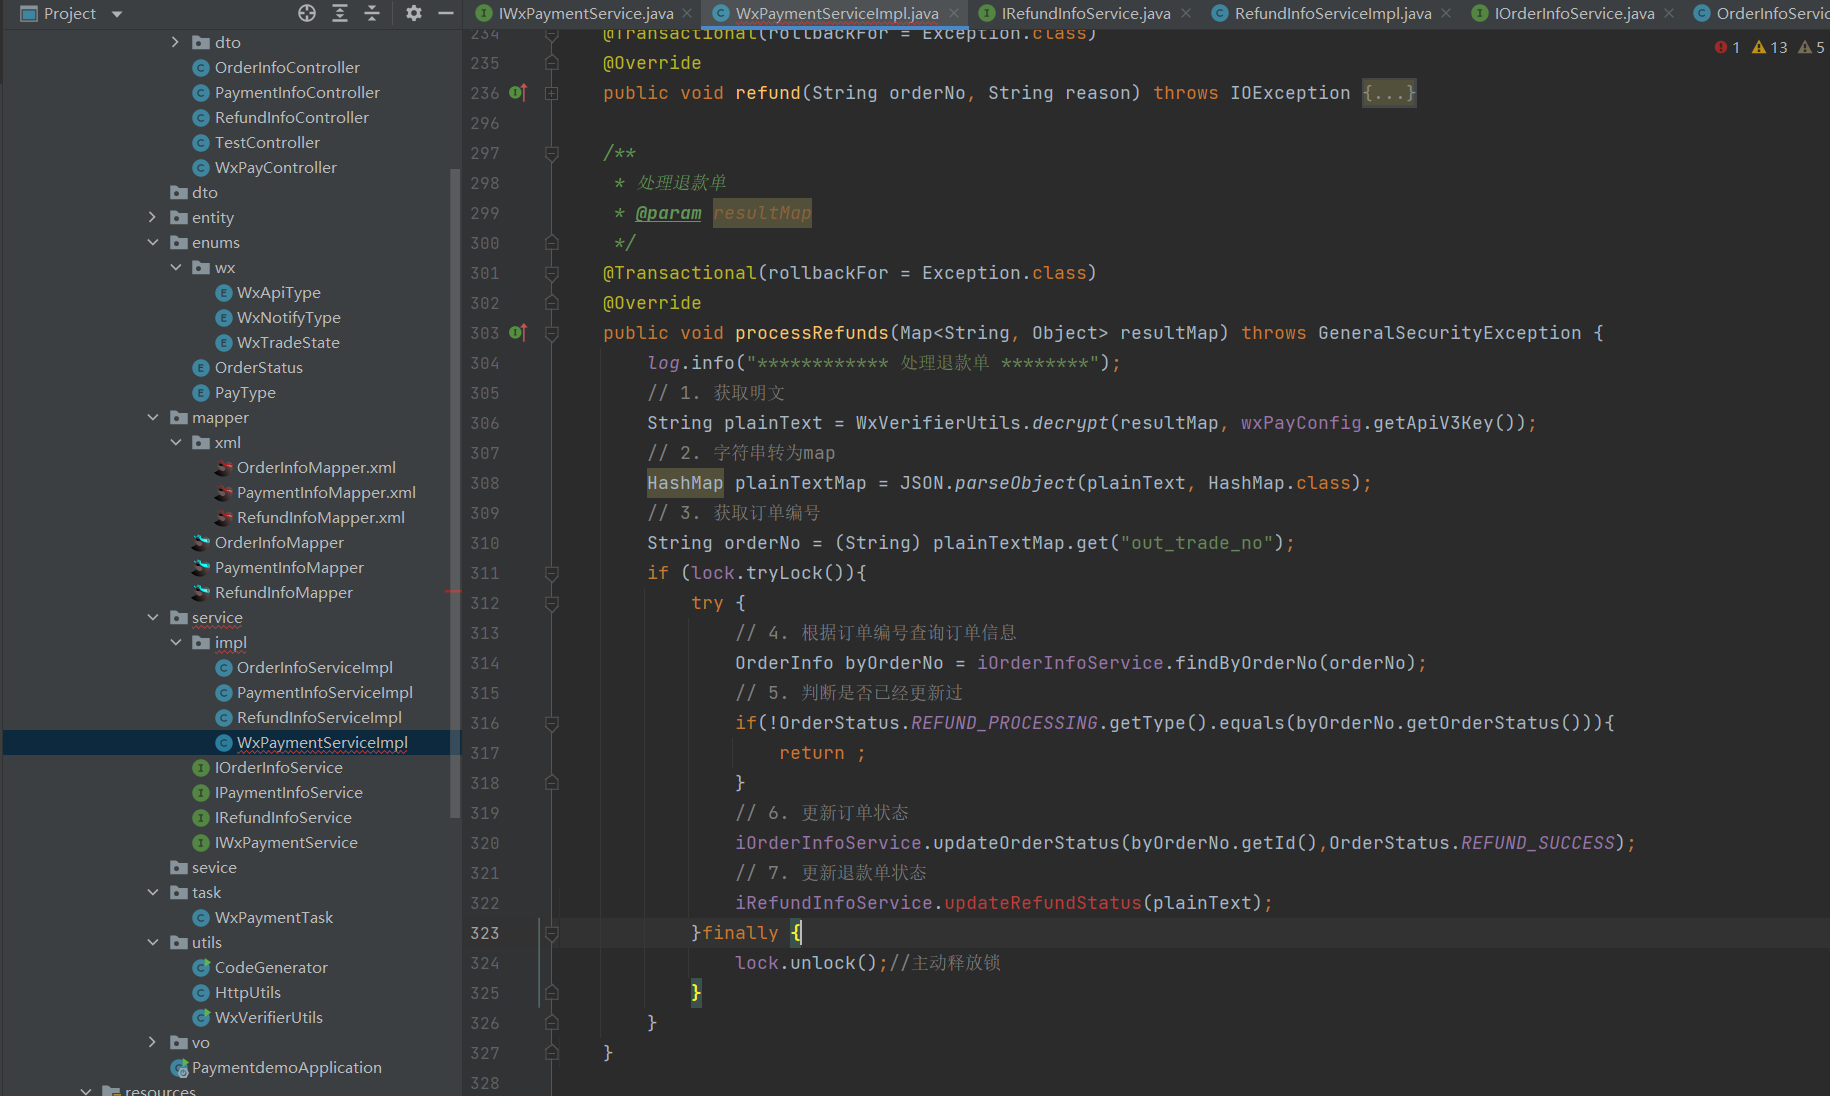 Project
IWxPaymentService.java
WxPaymentServiceImpl.java
IRefundInfoService.java
RefundInfoServiceImpl.java
IOrderInfoService.java
OrderInfoServic
1 13 5
dto
OrderInfoController
PaymentInfoController
RefundInfoController
TestController
WxPayController
dto
entity
enums
wx
WxApiType
WxNotifyType
WxTradeState
OrderStatus
PayType
mapper
xml
OrderInfoMapper.xml
PaymentInfoMapper.xml
RefundInfoMapper.xml
OrderInfoMapper
PaymentInfoMapper
RefundInfoMapper
service
impl
OrderInfoServiceImpl
PaymentInfoServiceImpl
RefundInfoServiceImpl
WxPaymentServiceImpl
IOrderInfoService
IPaymentInfoService
IRefundInfoService
IWxPaymentService
sevice
task
WxPaymentTask
utils
CodeGenerator
HttpUtils
WxVerifierUtils
vo
PaymentdemoApplication
resources
234 @Transactional(rollbackFor = Exception.class)
235 @Override
236 public void refund(String orderNo, String reason) throws IOException {...}
296
297 /**
298 * 处理退款单
299 * @param resultMap
300 */
301 @Transactional(rollbackFor = Exception.class)
302 @Override
303 public void processRefunds(Map<String, Object> resultMap) throws GeneralSecurityException {
304 log.info("************ 处理退款单 ********");
305 // 1. 获取明文
306 String plainText = WxVerifierUtils.decrypt(resultMap, wxPayConfig.getApiV3Key());
307 // 2. 字符串转为map
308 HashMap plainTextMap = JSON.parseObject(plainText, HashMap.class);
309 // 3. 获取订单编号
310 String orderNo = (String) plainTextMap.get("out_trade_no");
311 if (lock.tryLock()){
312 try {
313 // 4. 根据订单编号查询订单信息
314 OrderInfo byOrderNo = iOrderInfoService.findByOrderNo(orderNo);
315 // 5. 判断是否已经更新过
316 if(!OrderStatus.REFUND_PROCESSING.getType().equals(byOrderNo.getOrderStatus())){
317 return ;
318 }
319 // 6. 更新订单状态
320 iOrderInfoService.updateOrderStatus(byOrderNo.getId(),OrderStatus.REFUND_SUCCESS);
321 // 7. 更新退款单状态
322 iRefundInfoService.updateRefundStatus(plainText);
323 }finally {
324 lock.unlock();//主动释放锁
325 }
326 }
327 }
328